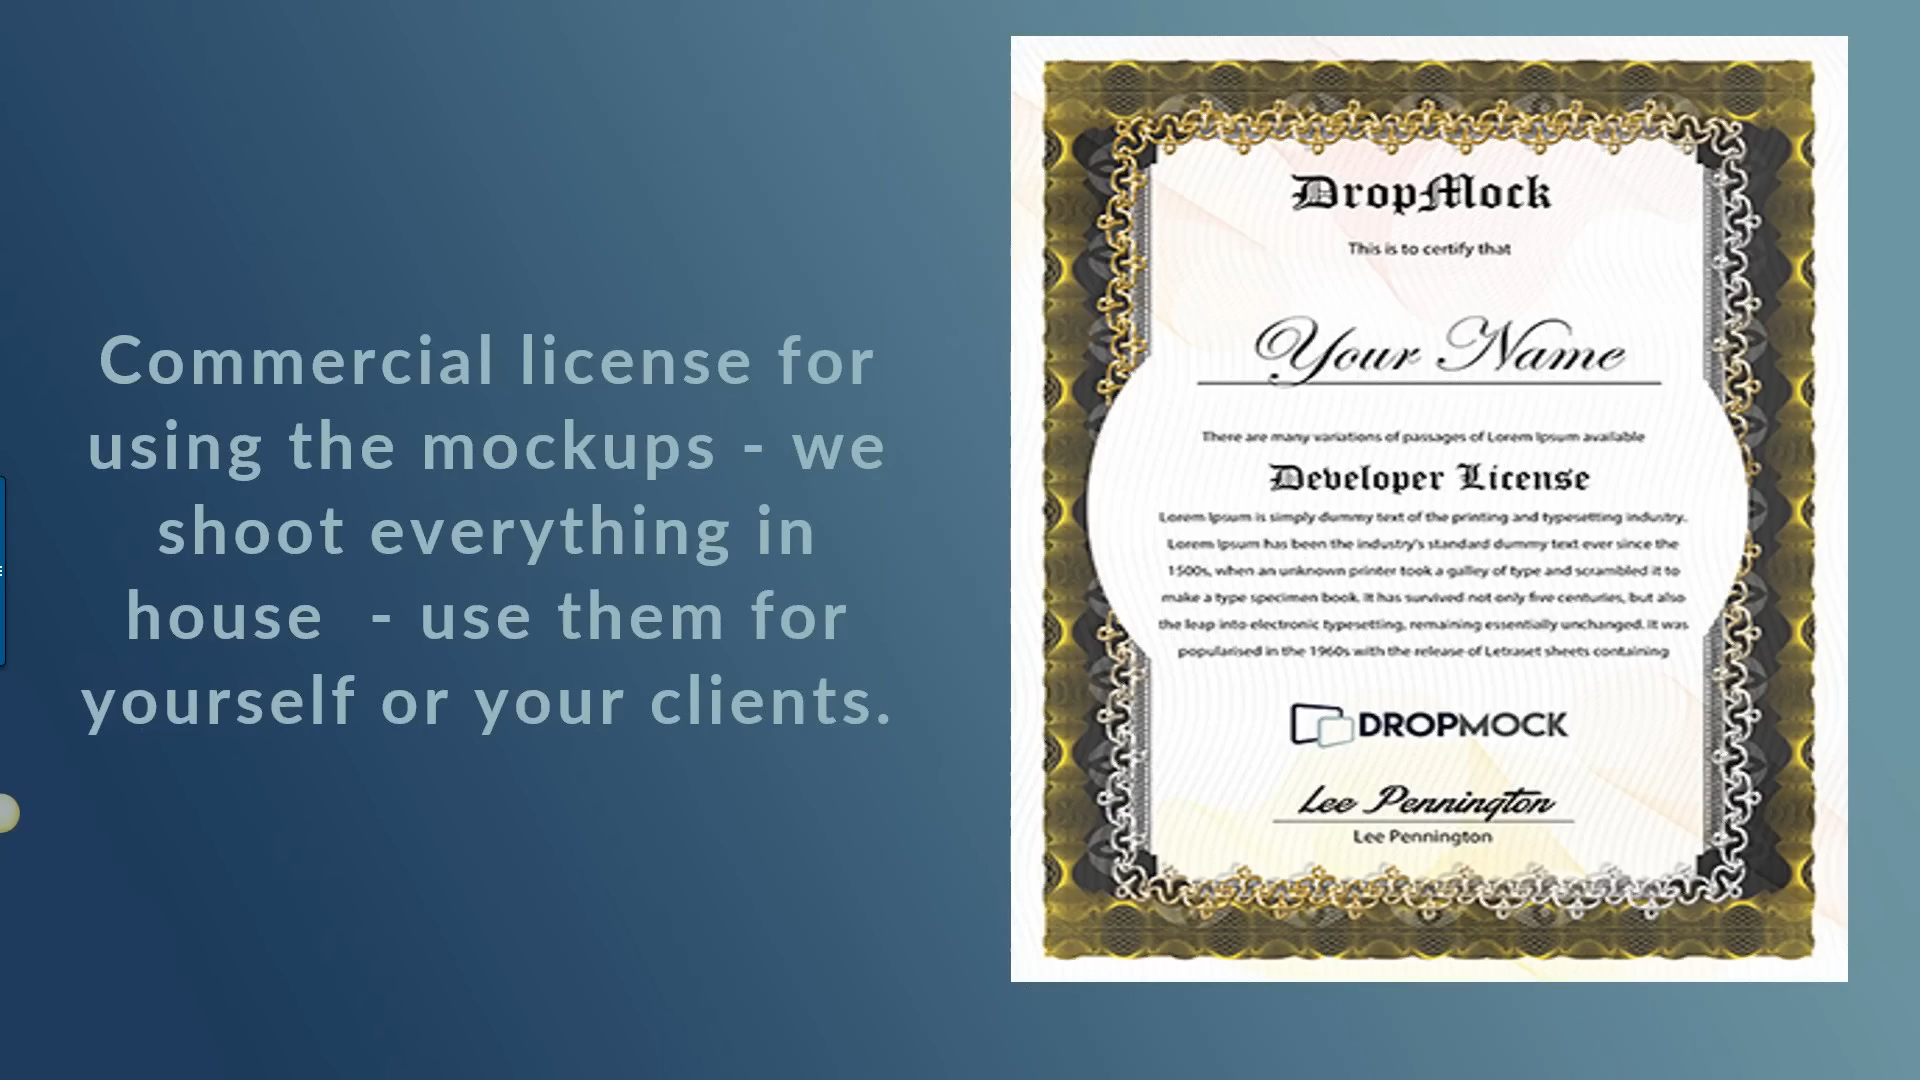 Commercial license for
using the mockups - we
shoot everything in
house - use them for
yourself or your clients.
DropMock
This is to certify that
Your Name
There are many variations of passages of Lorem Ipsum available
Developer License
Lorem Ipsum is simply dummy text of the printing and typesetting industry.
Lorem Ipsum has been the industry's standard dummy text ever since the
1500s, when an unknown printer took a galley of type and scrambled it to
make a type specimen book. It has survived not only five centuries, but also
the leap into electronic typesetting, remaining essentially unchanged. It was
popularised in the 1960s with the release of Letraset sheets containing
DROPMOCK
Lee Pennington
Lee Pennington